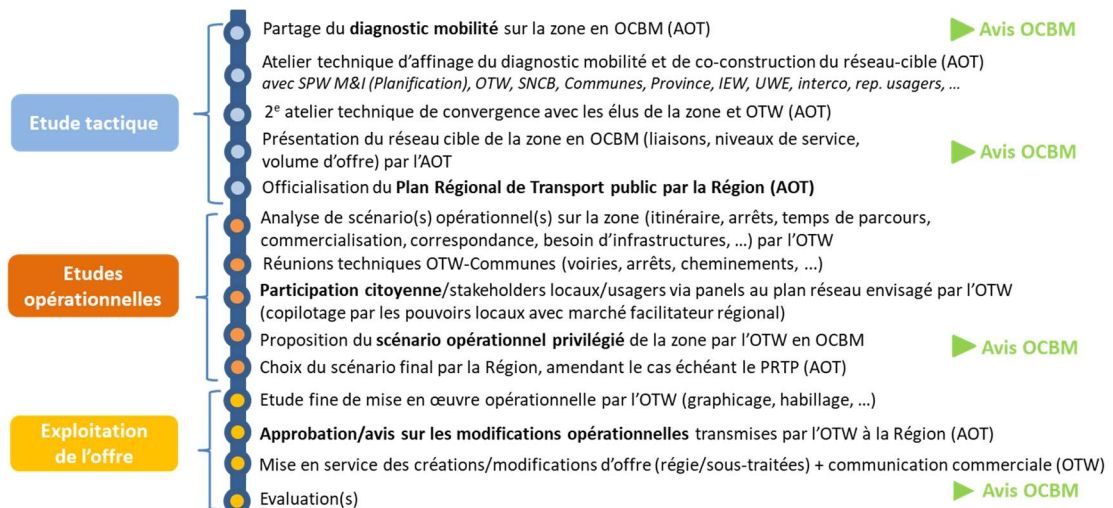 Partage du diagnostic mobilité sur la zone en OCBM (AOT)
Avis OCBM
Atelier technique d'affinage du diagnostic mobilité et de co-construction du réseau-cible (AOT)
avec SPW M&I (Planification), OTW, SNCB, Communes, Province, IEW, UWE, interco, rep. usagers, ...
Etude tactique
2e atelier technique de convergence avec les élus de la zone et OTW (AOT)
Présentation du réseau cible de la zone en OCBM (liaisons, niveaux de service,
volume d'offre) par l'AOT
Avis OCBM
Officialisation du Plan Régional de Transport public par la Région (AOT)
Analyse de scénario(s) opérationnel(s) sur la zone (itinéraire, arrêts, temps de parcours,
commercialisation, correspondance, besoin d'infrastructures, ...) par l'OTW
Etudes
opérationnelles
Réunions techniques OTW-Communes (voiries, arrêts, cheminements, ...)
Participation citoyenne/stakeholders locaux/usagers via panels au plan réseau envisagé par l'OTW
(copilotage par les pouvoirs locaux avec marché facilitateur régional)
Proposition du scénario opérationnel privilégié de la zone par l'OTW en OCBM
Avis OCBM
Choix du scénario final par la Région, amendant le cas échéant le PRTP (AOT)
Etude fine de mise en œuvre opérationnelle par l'OTW (graphicage, habillage, ...)
Exploitation
de l'offre
Approbation/avis sur les modifications opérationnelles transmises par l'OTW à la Région (AOT)
Mise en service des créations/modifications d'offre (régie/sous-traitées) + communication commerciale (OTW)
Evaluation(s)
Avis OCBM